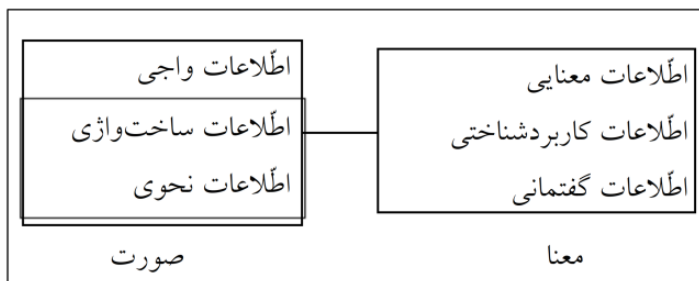 اطّلاعات معنایی
اطّلاعات کاربردشناختی
اطّلاعات گفتمانی
معنا
اطّلاعات واجی
اطّلاعات ساخت‌واژی
اطّلاعات نحوی
صورت